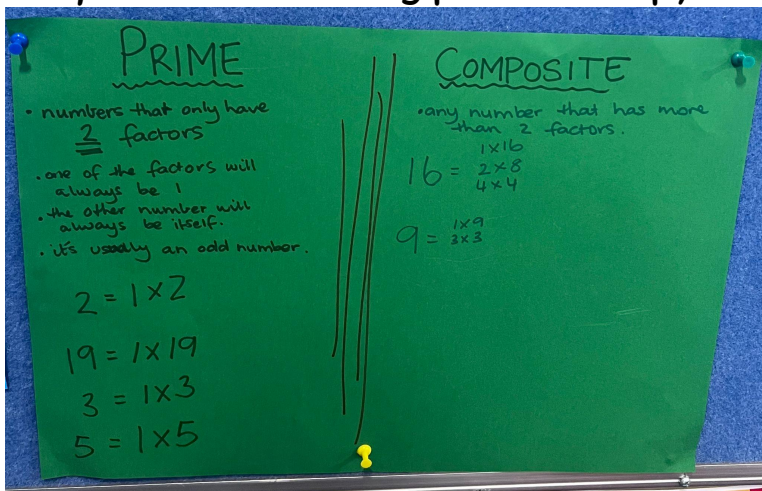 PRIME
• numbers that only have
2 factors
• one of the factors will
always be 1
• the other number will
always be itself.
• it's usually an odd number.
2 = 1×2
19 = 1×19
3 = 1×3
5 = 1×5
COMPOSITE
• any number that has more
than 2 factors.
1×16
16 = 2×8
4×4
1×9
9 = 3×3